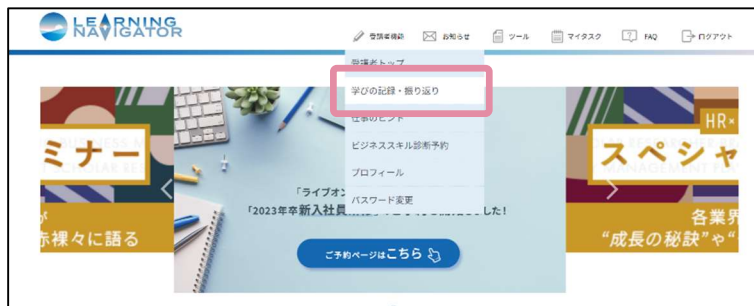 LEARNING
NAVIGATOR
受講者機能 お知らせ ツール マイタスク FAQ ログアウト
受講者トップ
学びの記録・振り返り
仕事のヒント
ビジネススキル診断予約
プロフィール
パスワード変更
ミナー
が
赤裸々に語る
「ライブオン
「2023年卒新入社員
した!
ご予約ページはこちら
HR×
スペシャ
各業界
“成長の秘訣”や“